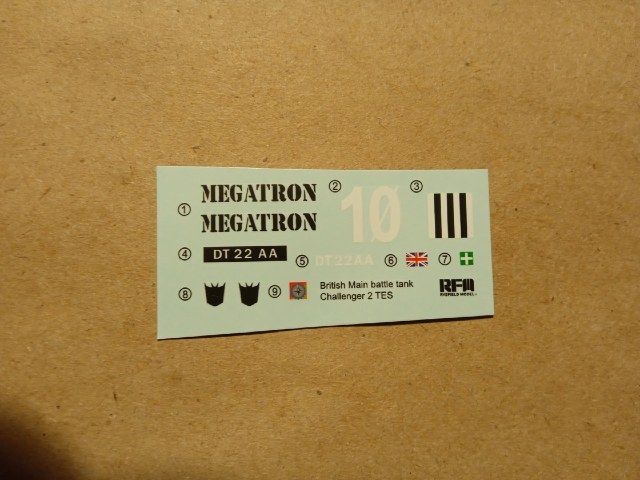 ① MEGATRON
MEGATRON
② 10
③
④ DT 22 AA
⑤ DT 22 AA
⑥
⑦
⑧
⑨
British Main battle tank
Challenger 2 TES
RFM
RYEFIELD MODEL